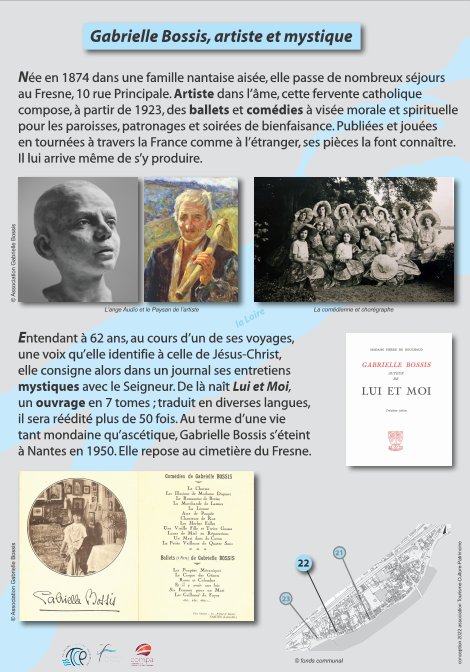 Gabrielle Bossis, artiste et mystique
Née en 1874 dans une famille nantaise aisée, elle passe de nombreux séjours
au Fresne, 10 rue Principale. Artiste dans l'âme, cette fervente catholique
compose, à partir de 1923, des ballets et comédies à visée morale et spirituelle
pour les paroisses, patronages et soirées de bienfaisance. Publiées et jouées
en tournées à travers la France comme à l'étranger, ses pièces la font connaître.
Il lui arrive même de s'y produire.
© Association Gabrielle Bossis
L'ange Audio et le Paysan de l'artiste
La comédienne et chorégraphe
la Loire
Entendant à 62 ans, au cours d'un de ses voyages,
une voix qu'elle identifie à celle de Jésus-Christ,
elle consigne alors dans un journal ses entretiens
mystiques avec le Seigneur. De là naît Lui et Moi,
un ouvrage en 7 tomes ; traduit en diverses langues,
il sera réédité plus de 50 fois. Au terme d'une vie
tant mondaine qu'ascétique, Gabrielle Bossis s'éteint
à Nantes en 1950. Elle repose au cimetière du Fresne.
GABRIELLE BOSSIS
AUTEUR
DE
LUI ET MOI
© Association Gabrielle Bossis
Gabrielle Bossis
Comédies de Gabrielle BOSSIS
Le Charme
Ballets
de Gabrielle BOSSIS
21
22
23
© fonds communal
conception 2022 association Tourisme Culture Patrimoine
compa